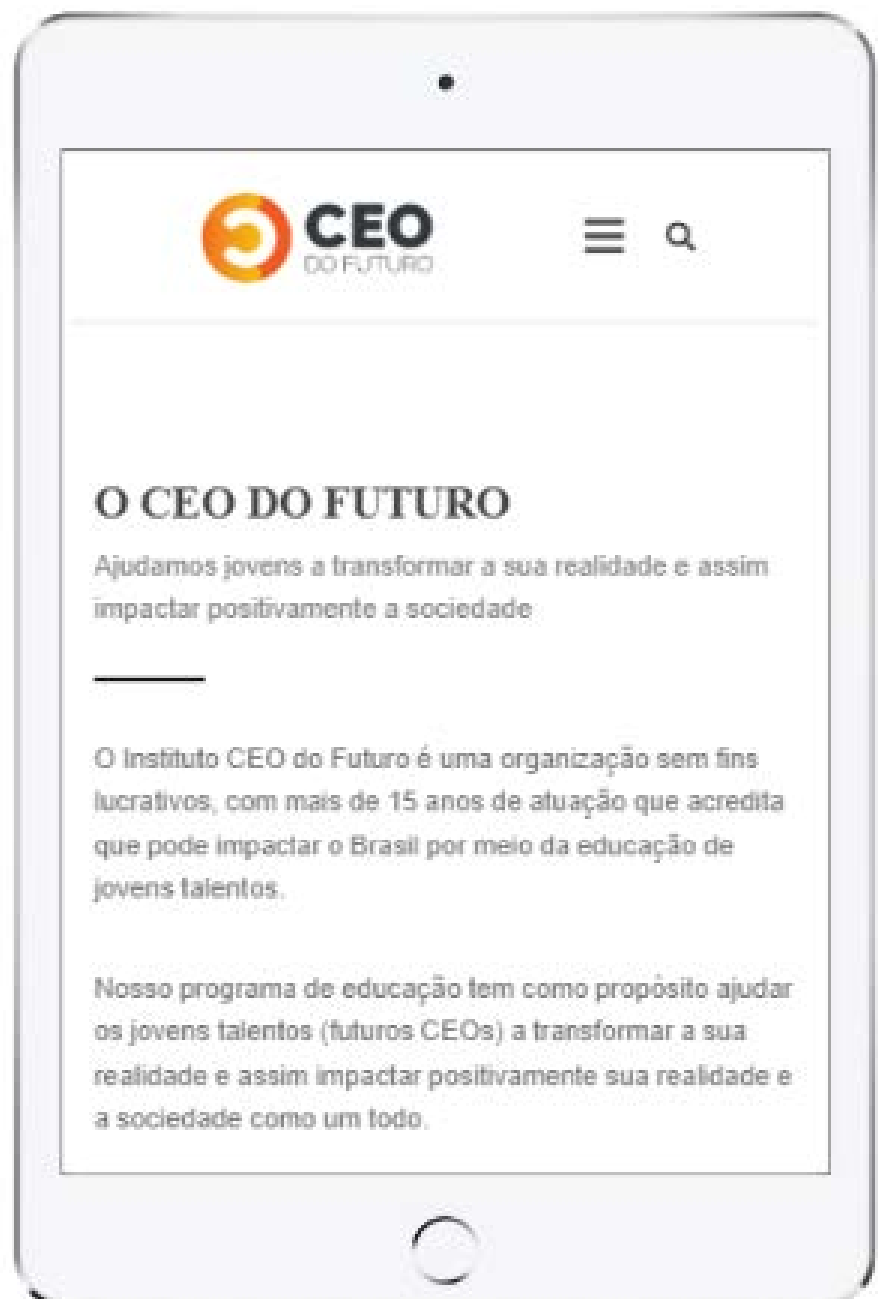 CEO
DO FUTURO
O CEO DO FUTURO
Ajudamos jovens a transformar a sua realidade e assim
impactar positivamente a sociedade
O Instituto CEO do Futuro é uma organização sem fins
lucrativos, com mais de 15 anos de atuação que acredita
que pode impactar o Brasil por meio da educação de
jovens talentos.
Nosso programa de educação tem como propósito ajudar
os jovens talentos (futuros CEOs) a transformar a sua
realidade e assim impactar positivamente sua realidade e
a sociedade como um todo.